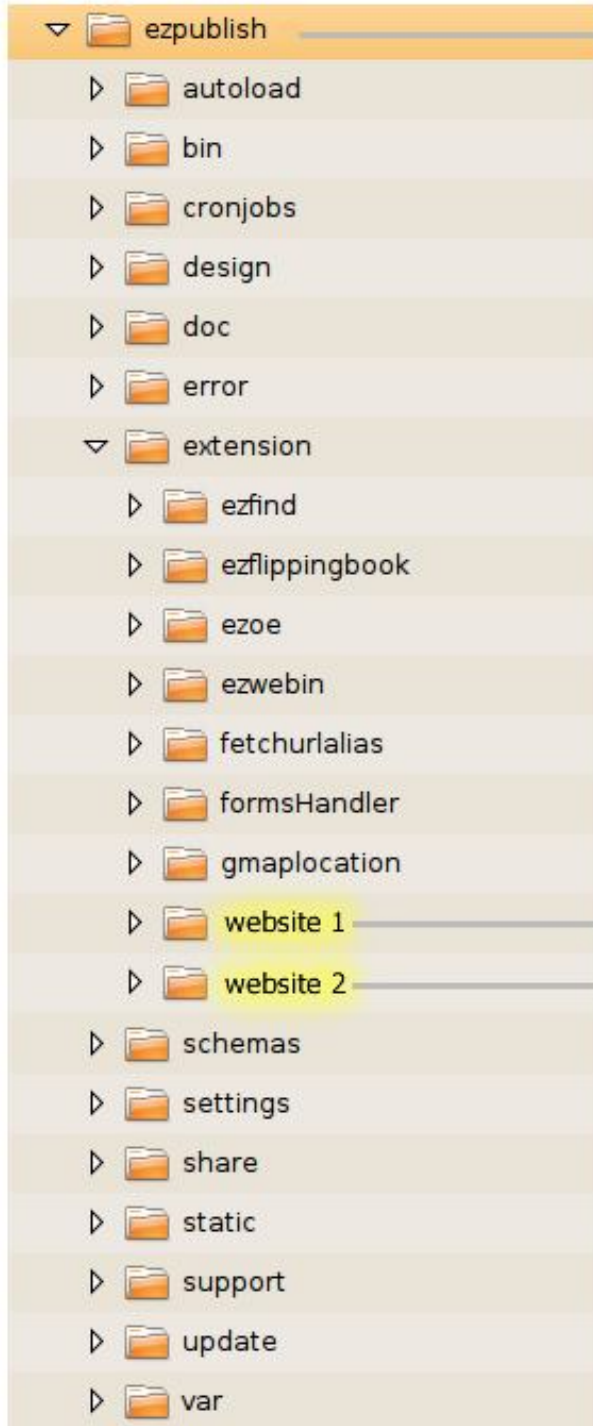 ezpublish
autoload
bin
cronjobs
design
doc
error
extension
ezfind
ezflippingbook
ezoe
ezwebin
fetchurlalias
formsHandler
gmaplocation
website 1
website 2
schemas
settings
share
static
support
update
var